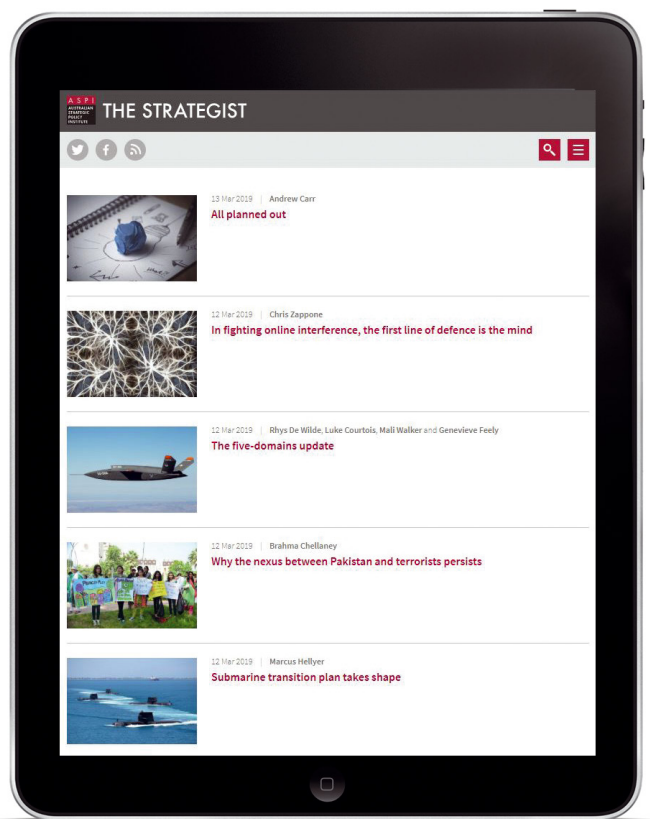 ASPI
AUSTRALIAN
STRATEGIC
POLICY
INSTITUTE
THE STRATEGIST
13 Mar 2019 | Andrew Carr
All planned out
12 Mar 2019 | Chris Zappone
In fighting online interference, the first line of defence is the mind
12 Mar 2019 | Rhys De Wilde, Luke Courtois, Mali Walker and Genevieve Feely
The five-domains update
12 Mar 2019 | Brahma Chellaney
Why the nexus between Pakistan and terrorists persists
12 Mar 2019 | Marcus Hellyer
Submarine transition plan takes shape